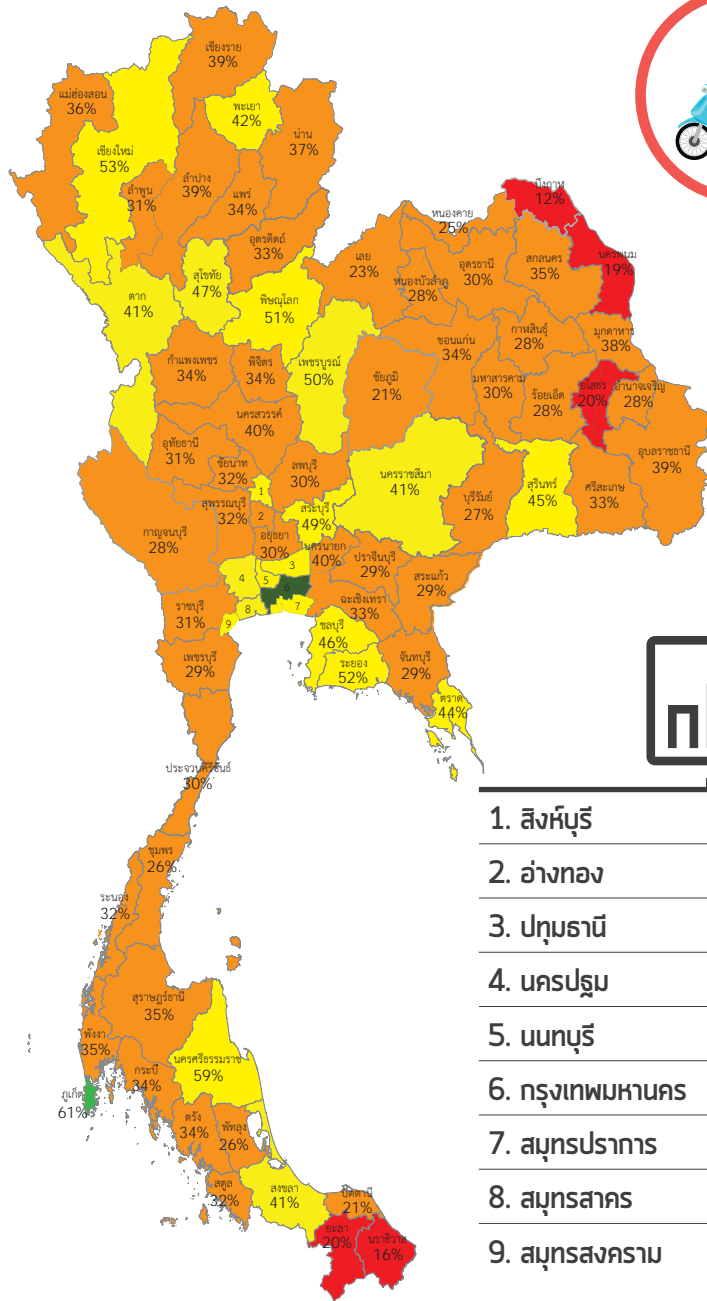 เชียงราย
39%
แม่ฮ่องสอน
36%
พะเยา
42%
น่าน
37%
เชียงใหม่
53%
ลำปาง
39%
ลำพูน
31%
แพร่
34%
อุตรดิตถ์
33%
บึงกาฬ
12%
หนองคาย
25%
นครพนม
19%
เลย
23%
หนองบัวลำภู
28%
อุดรธานี
30%
สกลนคร
35%
ตาก
41%
สุโขทัย
47%
พิษณุโลก
51%
กำแพงเพชร
34%
พิจิตร
34%
เพชรบูรณ์
50%
ขอนแก่น
34%
กาฬสินธุ์
28%
มุกดาหาร
38%
ชัยภูมิ
21%
มหาสารคาม
30%
ร้อยเอ็ด
28%
ยโสธร
20%
อำนาจเจริญ
28%
นครสวรรค์
40%
อุทัยธานี
31%
ชัยนาท
32%
ลพบุรี
30%
นครราชสีมา
41%
บุรีรัมย์
27%
สุรินทร์
45%
ศรีสะเกษ
33%
อุบลราชธานี
39%
1
สุพรรณบุรี
32%
2
สระบุรี
49%
กาญจนบุรี
28%
อยุธยา
30%
นครนายก
40%
ปราจีนบุรี
29%
สระแก้ว
29%
3
4
5
6
7
8
9
ฉะเชิงเทรา
33%
ราชบุรี
31%
ชลบุรี
46%
ระยอง
52%
จันทบุรี
29%
ตราด
44%
เพชรบุรี
29%
ประจวบคีรีขันธ์
30%
ชุมพร
26%
ระนอง
32%
สุราษฎร์ธานี
35%
พังงา
35%
กระบี่
34%
ภูเก็ต
61%
นครศรีธรรมราช
59%
ตรัง
34%
พัทลุง
26%
สตูล
32%
สงขลา
41%
ปัตตานี
21%
ยะลา
20%
นราธิวาส
16%
1. สิงห์บุรี
2. อ่างทอง
3. ปทุมธานี
4. นครปฐม
5. นนทบุรี
6. กรุงเทพมหานคร
7. สมุทรปราการ
8. สมุทรสาคร
9. สมุทรสงคราม